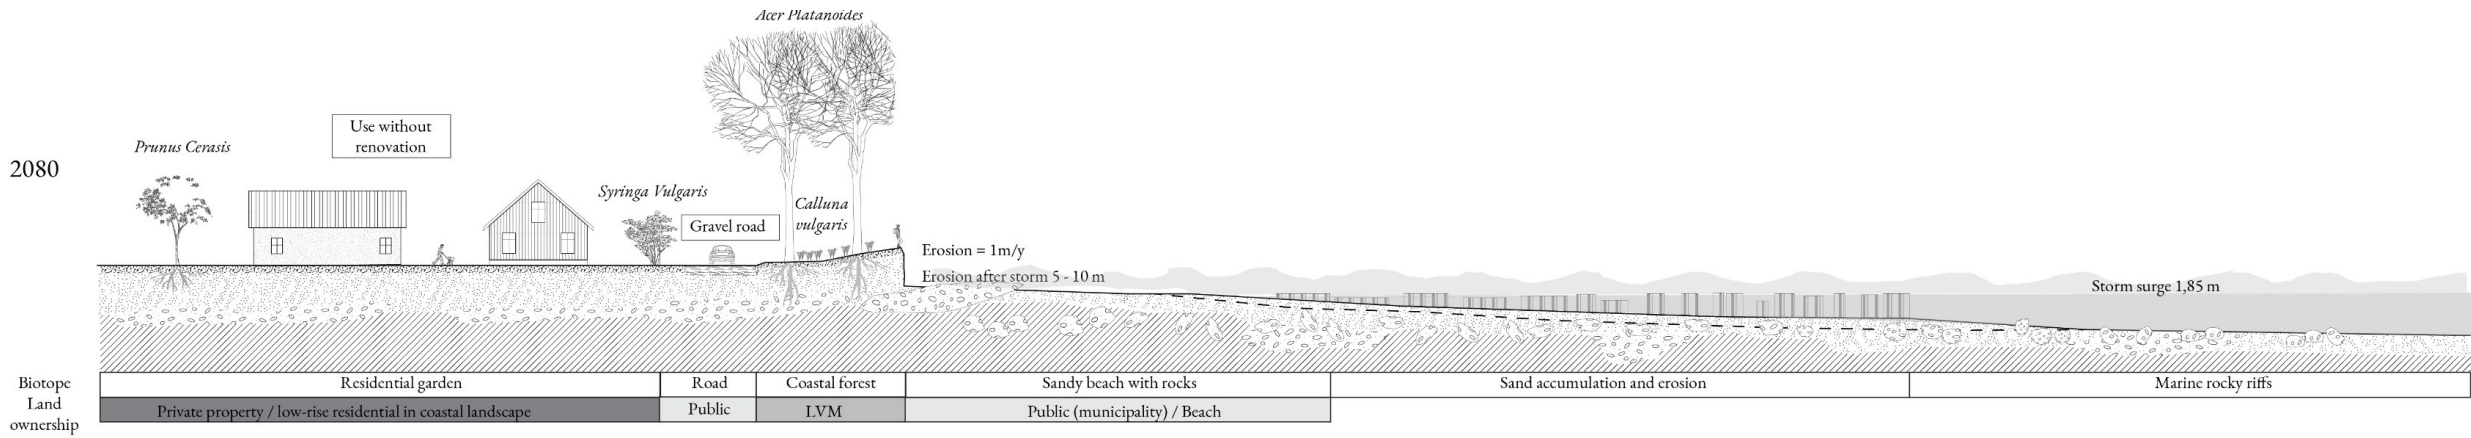 Acer Platanoides
Use without
renovation
Prunus Cerasis
2080
Syringa Vulgaris
Calluna
vulgaris
Gravel road
Erosion = 1m/y
Erosion after storm 5 - 10 m
Storm surge 1,85 m
Biotope
Residential garden
Road
Coastal forest
Sandy beach with rocks
Sand accumulation and erosion
Marine rocky riffs
Land
ownership
Private property / low-rise residential in coastal landscape
Public
LVM
Public (municipality) / Beach